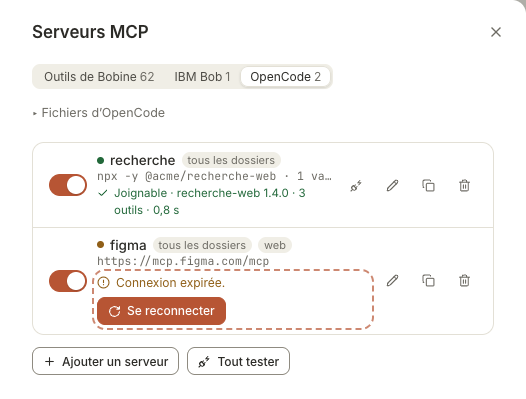 Serveurs MCP
Outils de Bobine 62 IBM Bob 1 OpenCode 2
Fichiers d’OpenCode
recherche tous les dossiers
npx -y @acme/recherche-web · 1 va…
Joignable · recherche-web 1.4.0 · 3
outils · 0,8 s
figma tous les dossiers web
https://mcp.figma.com/mcp
Connexion expirée.
Se reconnecter
Ajouter un serveur Tout tester